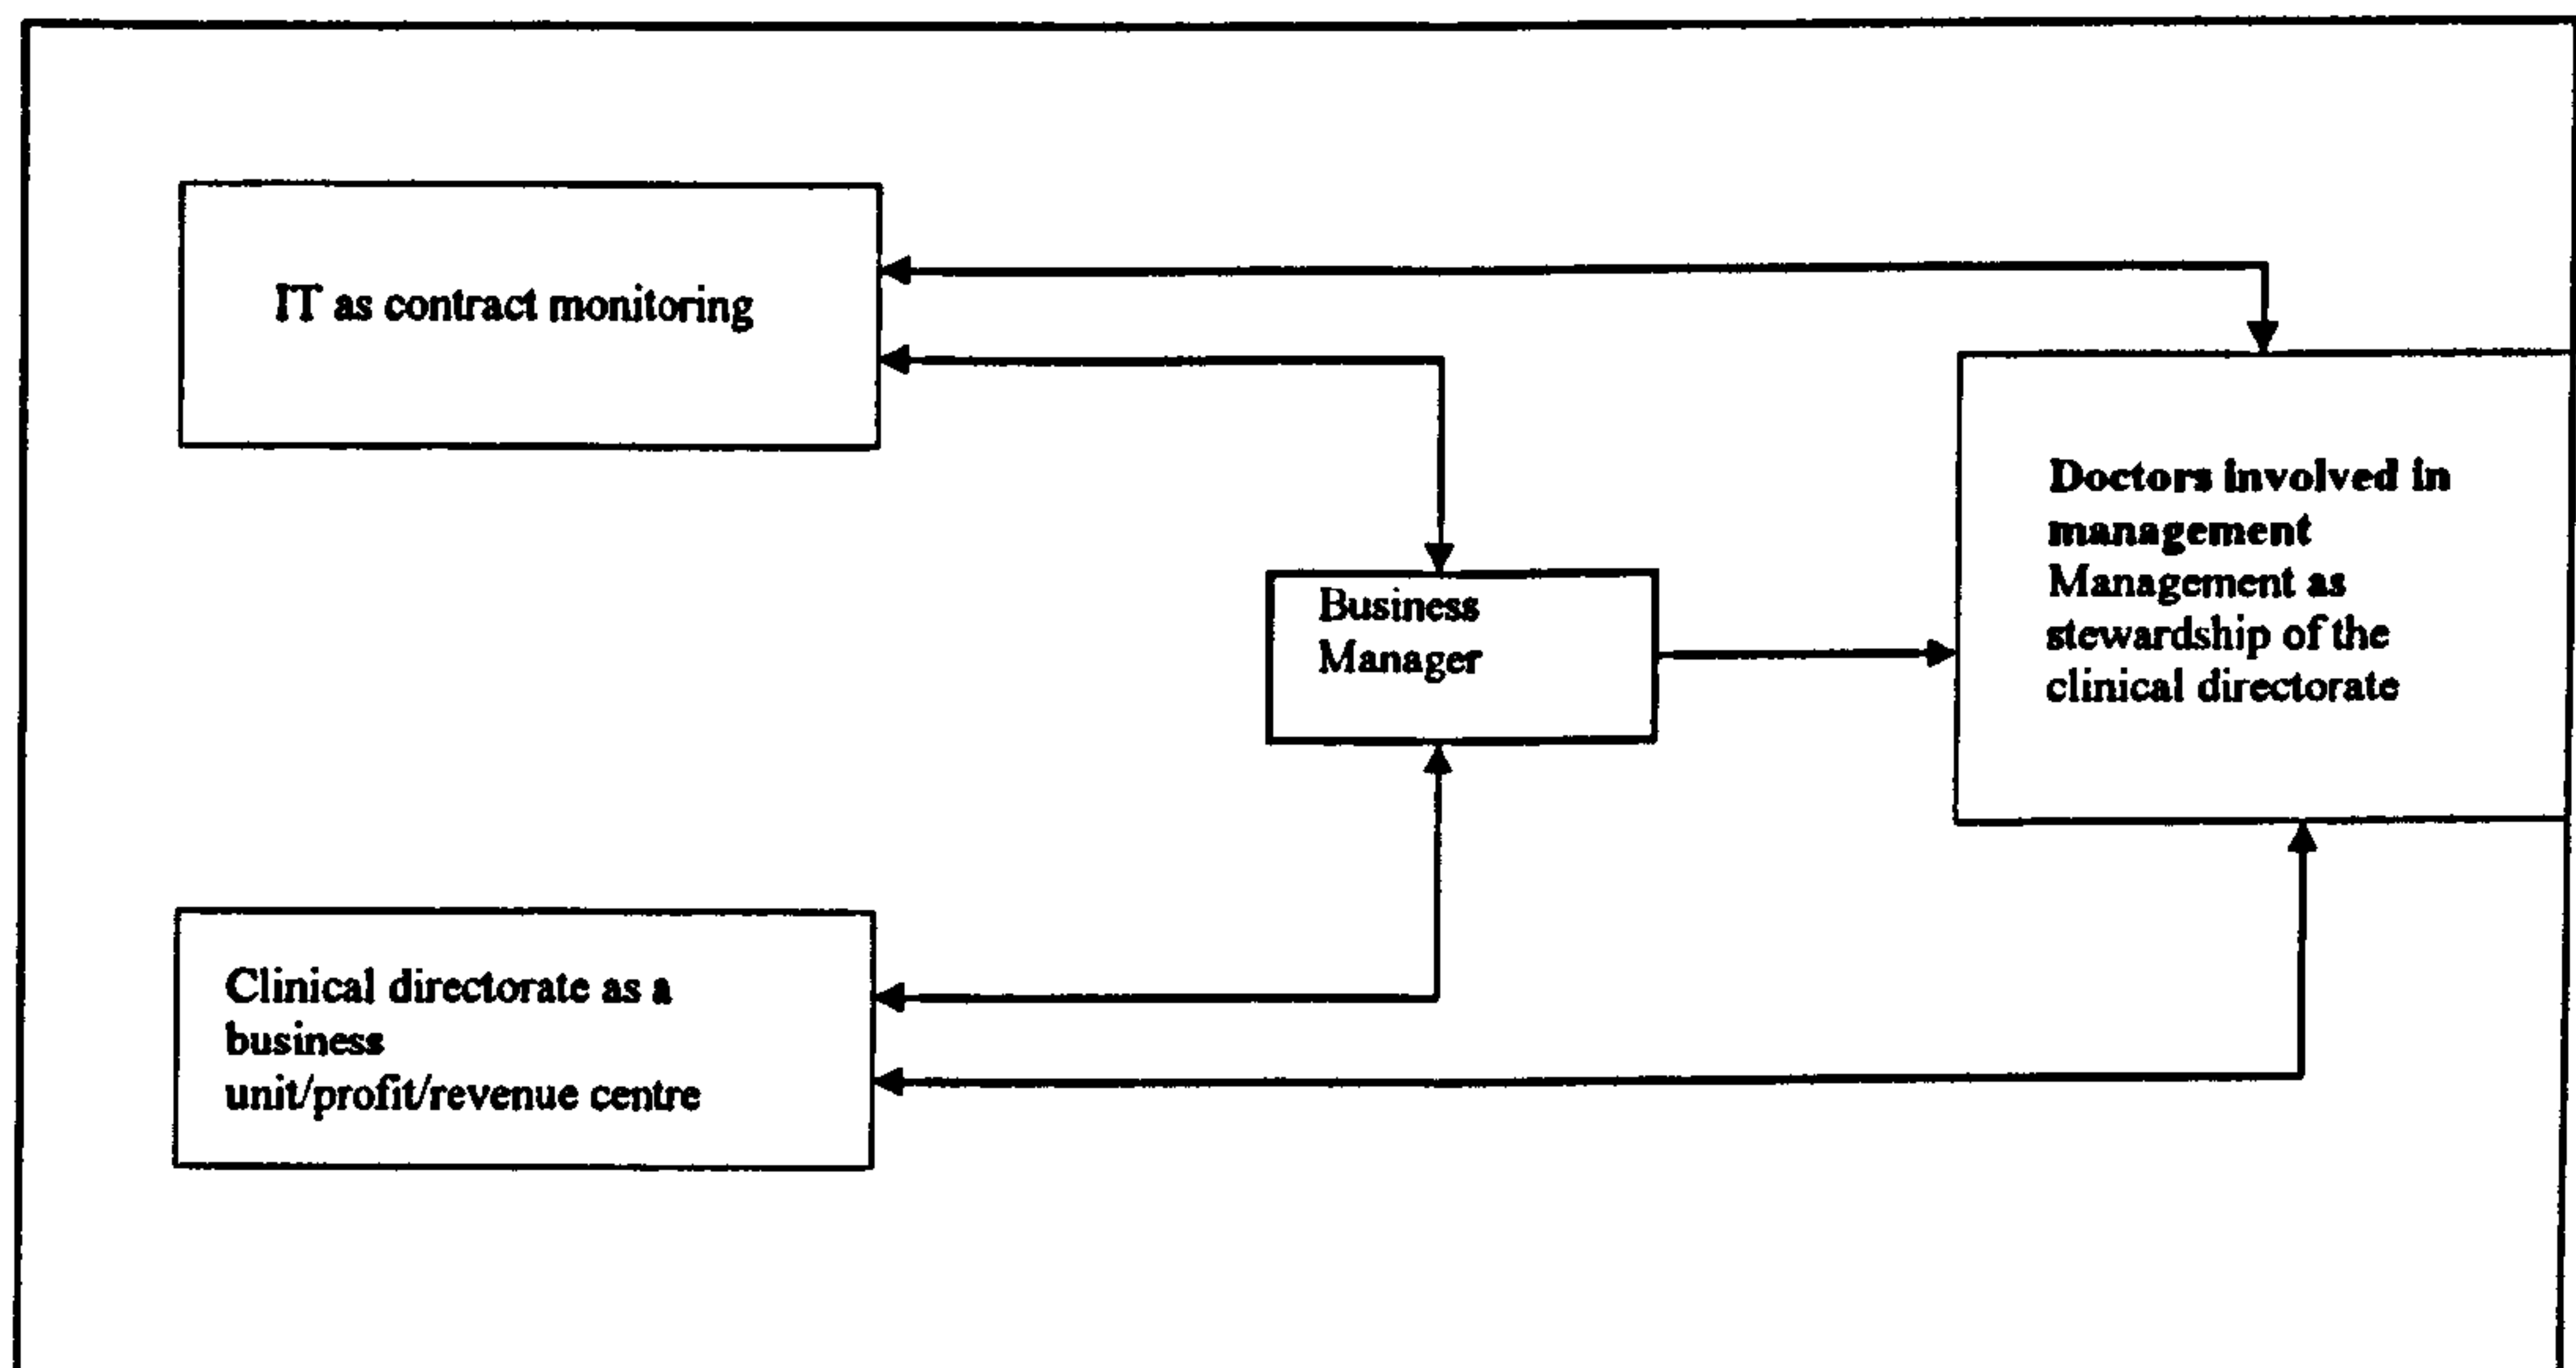 IT as contract monitoring
Doctors involved in
management
Management as
stewardship of the
clinical directorate
Business
Manager
Clinical directorate as a
business
unit/profit/revenue centre